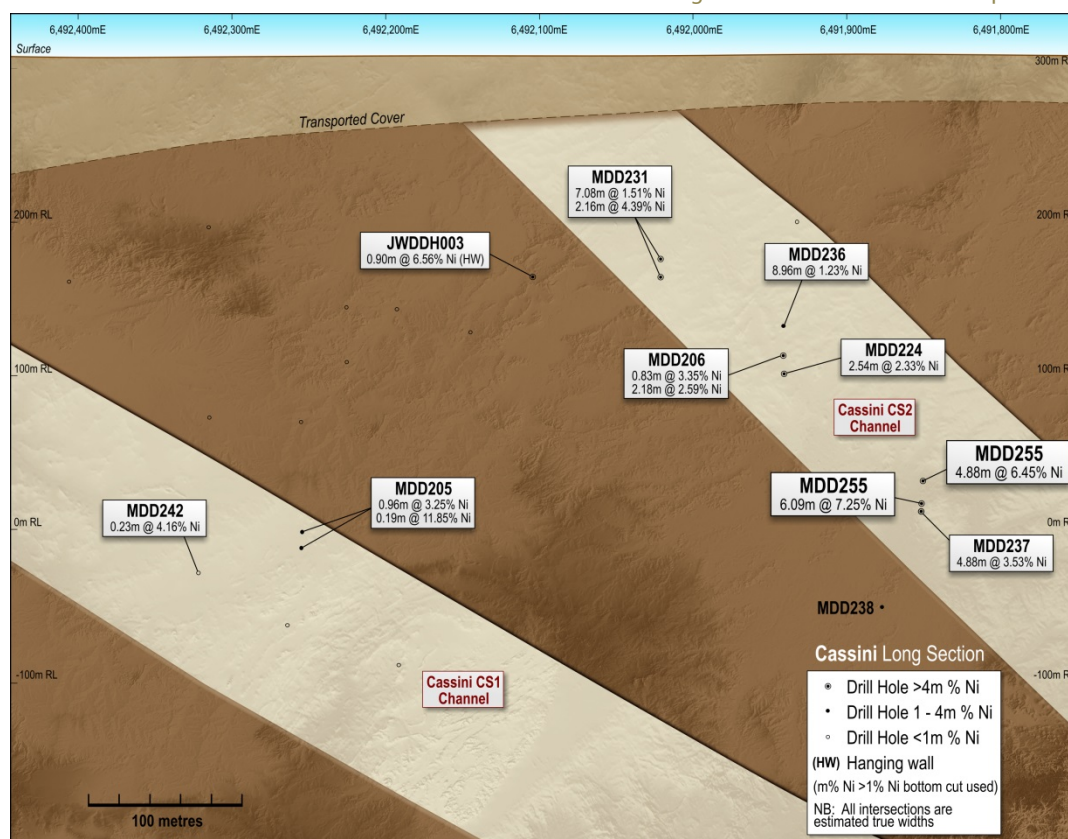 6,492,400mE
6,492,300mE
6,492,200mE
6,492,100mE
6,492,000mE
6,491,900mE
6,491,800mE
Surface
300m R
Transported Cover
MDD231
7.08m @ 1.51% Ni
2.16m @ 4.39% Ni
200m RL
200m RL
JWDDH003
0.90m @ 6.56% Ni (HW)
MDD236
8.96m @ 1.23% Ni
MDD206
0.83m @ 3.35% Ni
2.18m @ 2.59% Ni
MDD224
2.54m @ 2.33% Ni
100m RL
100m RL
Cassini CS2
Channel
MDD255
4.88m @ 6.45% Ni
MDD255
6.09m @ 7.25% Ni
MDD205
0.96m @ 3.25% Ni
0.19m @ 11.85% Ni
MDD242
0.23m @ 4.16% Ni
0m RL
0m RL
MDD237
4.88m @ 3.53% Ni
MDD238
-100m RL
-100m RL
Cassini CS1
Channel
Cassini Long Section
Drill Hole >4m % Ni
Drill Hole 1 - 4m % Ni
Drill Hole <1m % Ni
(HW) Hanging wall
(m% Ni >1% Ni bottom cut used)
NB: All intersections are
estimated true widths
100 metres